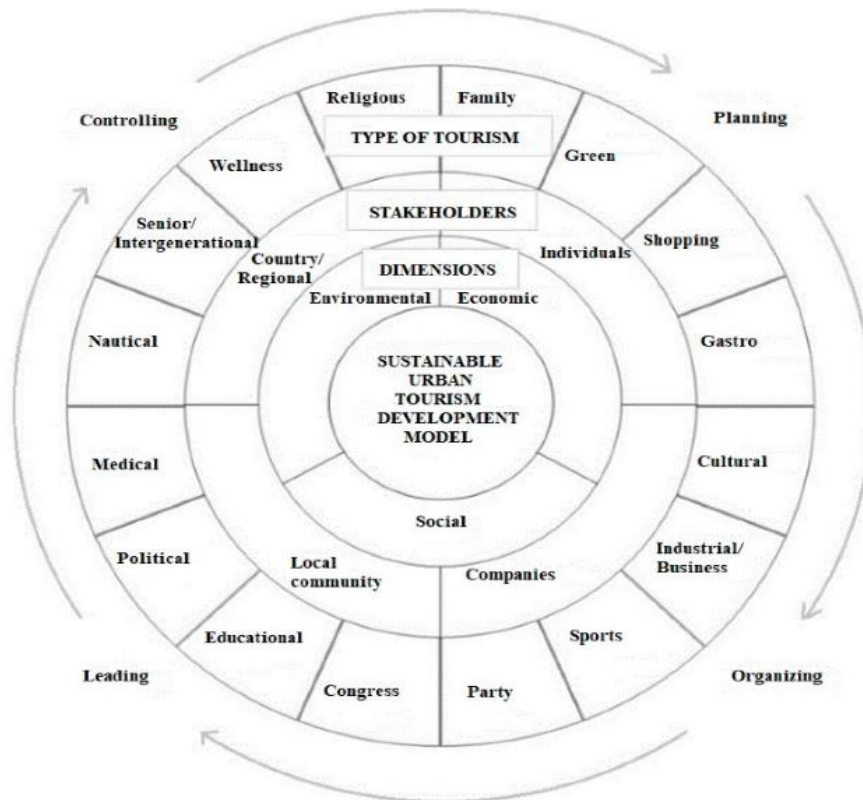 Religious
Family
Controlling
Planning
TYPE OF TOURISM
Wellness
Green
STAKEHOLDERS
Senior/
Intergenerational
Shopping
Country/
Regional
Individuals
DIMENSIONS
Environmental
Economic
Nautical
Gastro
SUSTAINABLE
URBAN
TOURISM
DEVELOPMENT
MODEL
Medical
Cultural
Social
Political
Industrial/
Business
Local
community
Companies
Educational
Sports
Leading
Organizing
Congress
Party